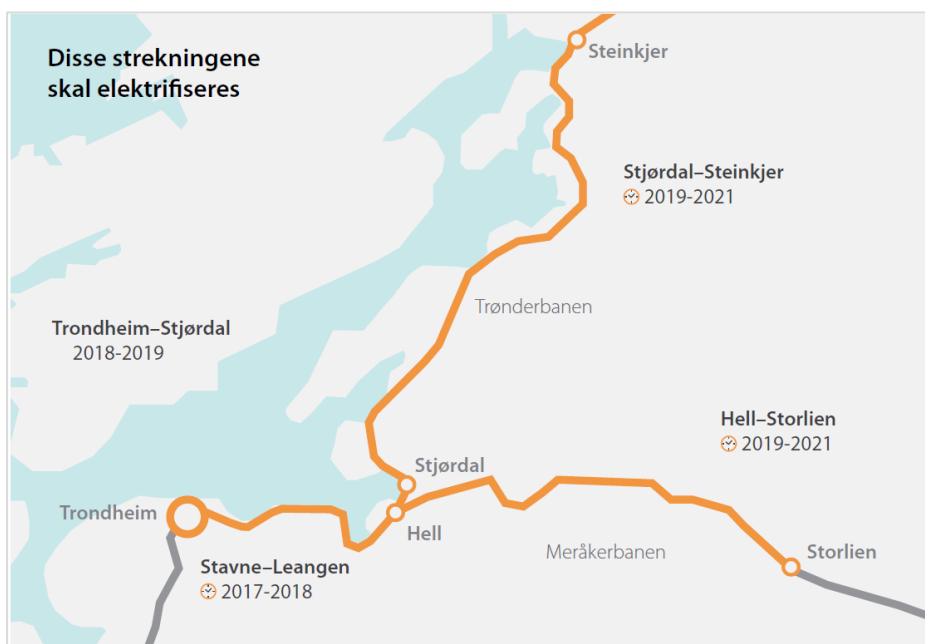 Disse strekningene
skal elektrifiseres
Steinkjer
Stjørdal–Steinkjer
2019-2021
Trønderbanen
Trondheim–Stjørdal
2018-2019
Hell–Storlien
2019-2021
Stjørdal
Trondheim
Hell
Meråkerbanen
Storlien
Stavne–Leangen
2017-2018